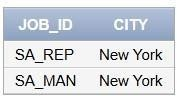 JOB_ID CITY
SA_REP New York
SA_MAN New York